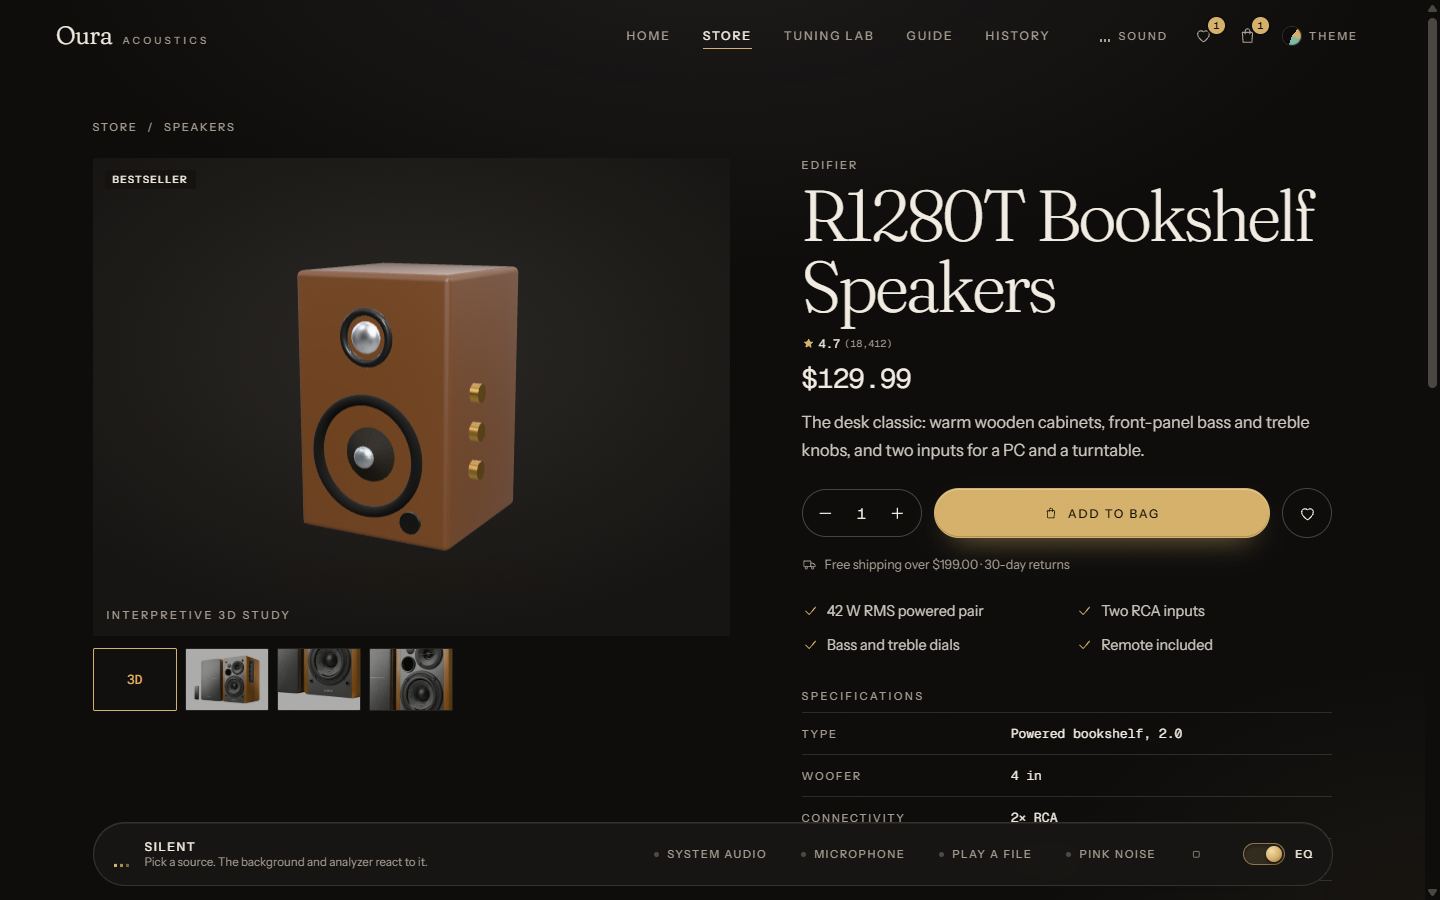 Oura ACOUSTICS
HOME STORE TUNING LAB GUIDE HISTORY SOUND 1 1 THEME
STORE / SPEAKERS
BESTSELLER
INTERPRETIVE 3D STUDY
3D
EDIFIER
R1280T Bookshelf
Speakers
4.7 (18,412)
$129.99
The desk classic: warm wooden cabinets, front-panel bass and treble
knobs, and two inputs for a PC and a turntable.
1 ADD TO BAG
Free shipping over $199.00 · 30-day returns
42 W RMS powered pair Two RCA inputs
Bass and treble dials Remote included
SPECIFICATIONS
TYPE Powered bookshelf, 2.0
WOOFER 4 in
CONNECTIVITY 2× RCA
SILENT
Pick a source. The background and analyzer react to it.
SYSTEM AUDIO MICROPHONE PLAY A FILE PINK NOISE EQ